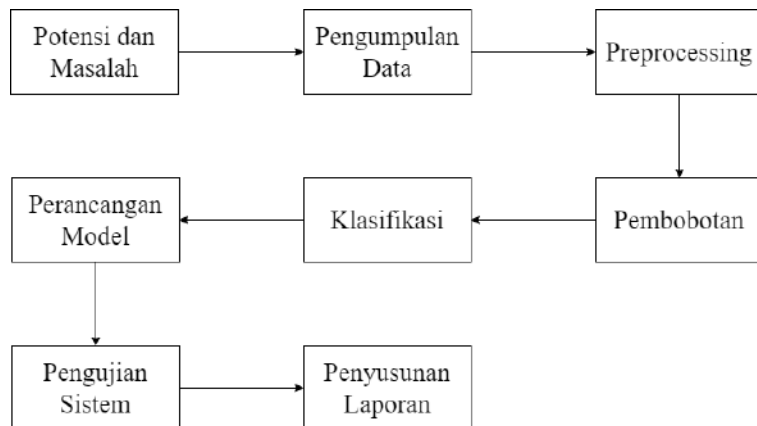 Potensi dan
Masalah
Pengumpulan
Data
Preprocessing
Pembobotan
Klasifikasi
Perancangan
Model
Pengujian
Sistem
Penyusunan
Laporan